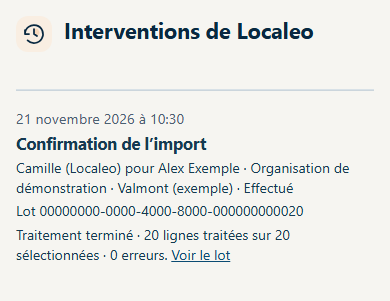 Interventions de Localeo
21 novembre 2026 à 10:30
Confirmation de l’import
Camille (Localeo) pour Alex Exemple · Organisation de
démonstration · Valmont (exemple) · Effectué
Lot 00000000-0000-4000-8000-000000000020
Traitement terminé · 20 lignes traitées sur 20
sélectionnées · 0 erreurs. Voir le lot